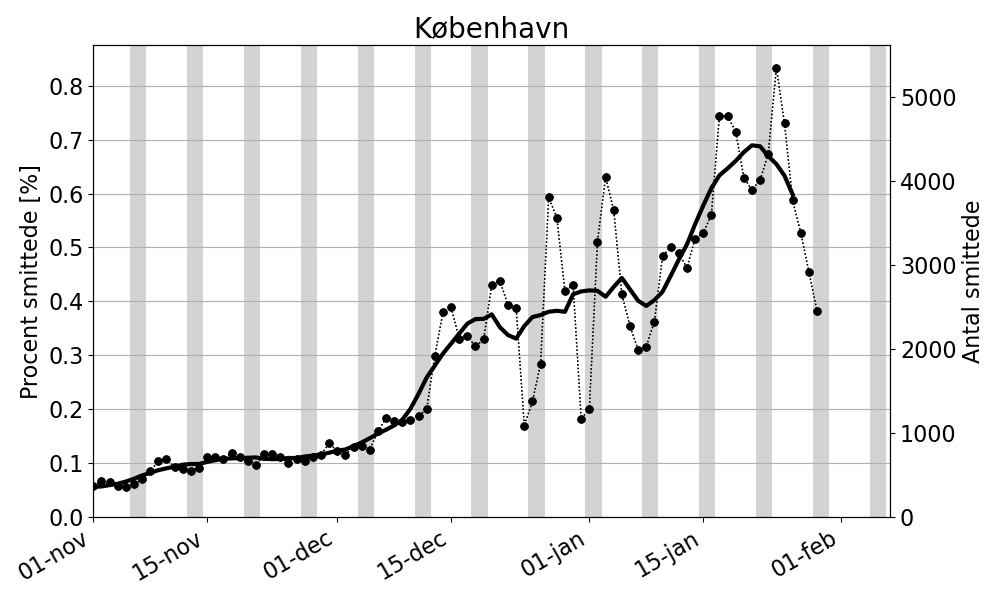 København
Procent smittede [%]
0.8
0.7
0.6
0.5
0.4
0.3
0.2
0.1
0.0
5000
4000
3000
2000
1000
0
Antal smittede
01-nov
15-nov
01-dec
15-dec
01-jan
15-jan
01-feb